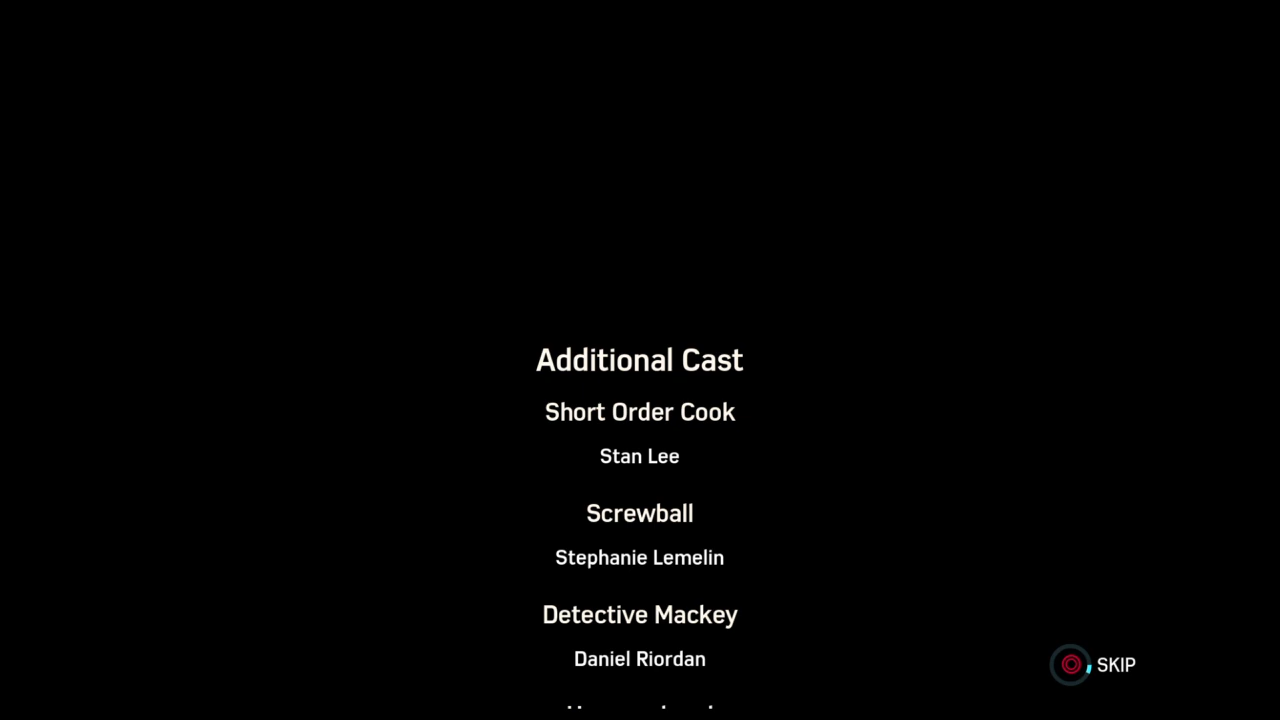 Additional Cast
Short Order Cook
Stan Lee
Screwball
Stephanie Lemelin
Detective Mackey
Daniel Riordan
SKIP